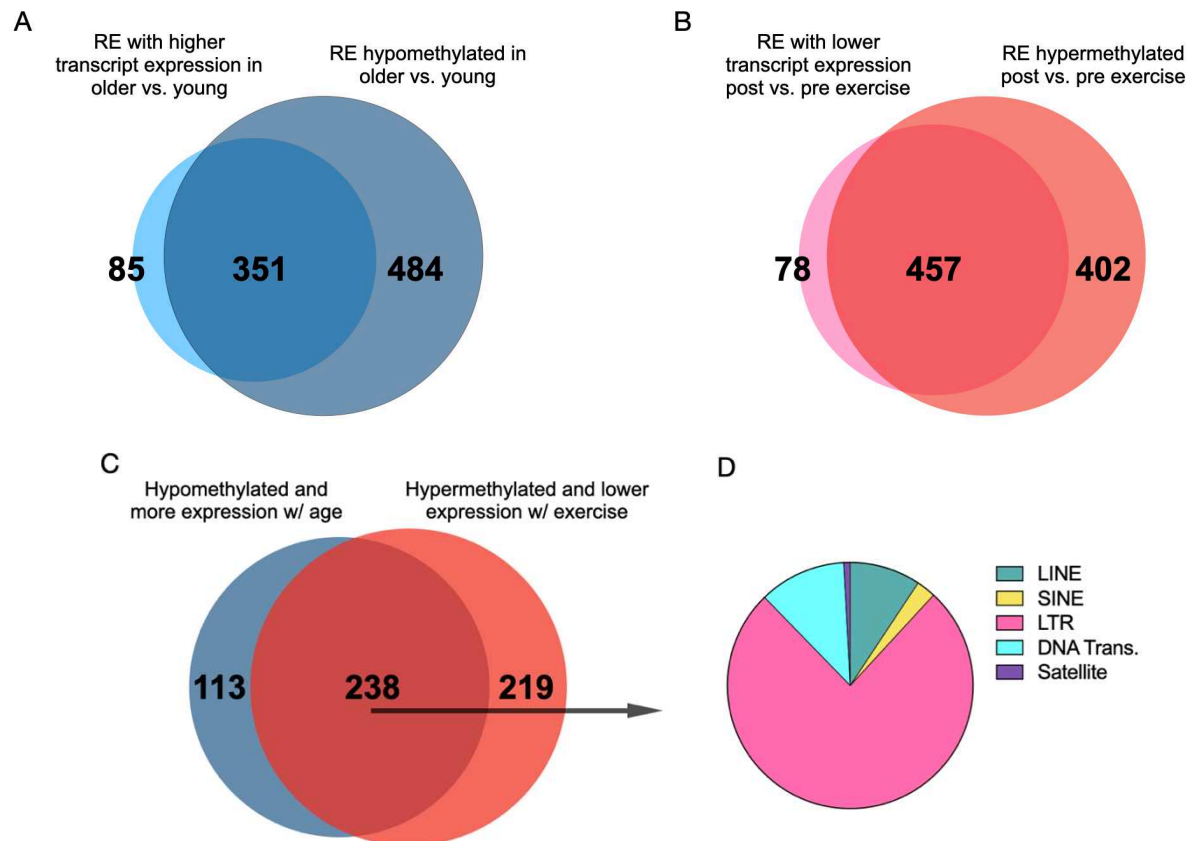 A
RE with higher
transcript expression in
older vs. young
RE hypomethylated in
older vs. young
85
351
484
B
RE with lower
transcript expression
post vs. pre exercise
RE hypermethylated
post vs. pre exercise
78
457
402
C
Hypomethylated and
more expression w/ age
Hypermethylated and lower
expression w/ exercise
113
238
219
D
LINE
SINE
LTR
DNA Trans.
Satellite